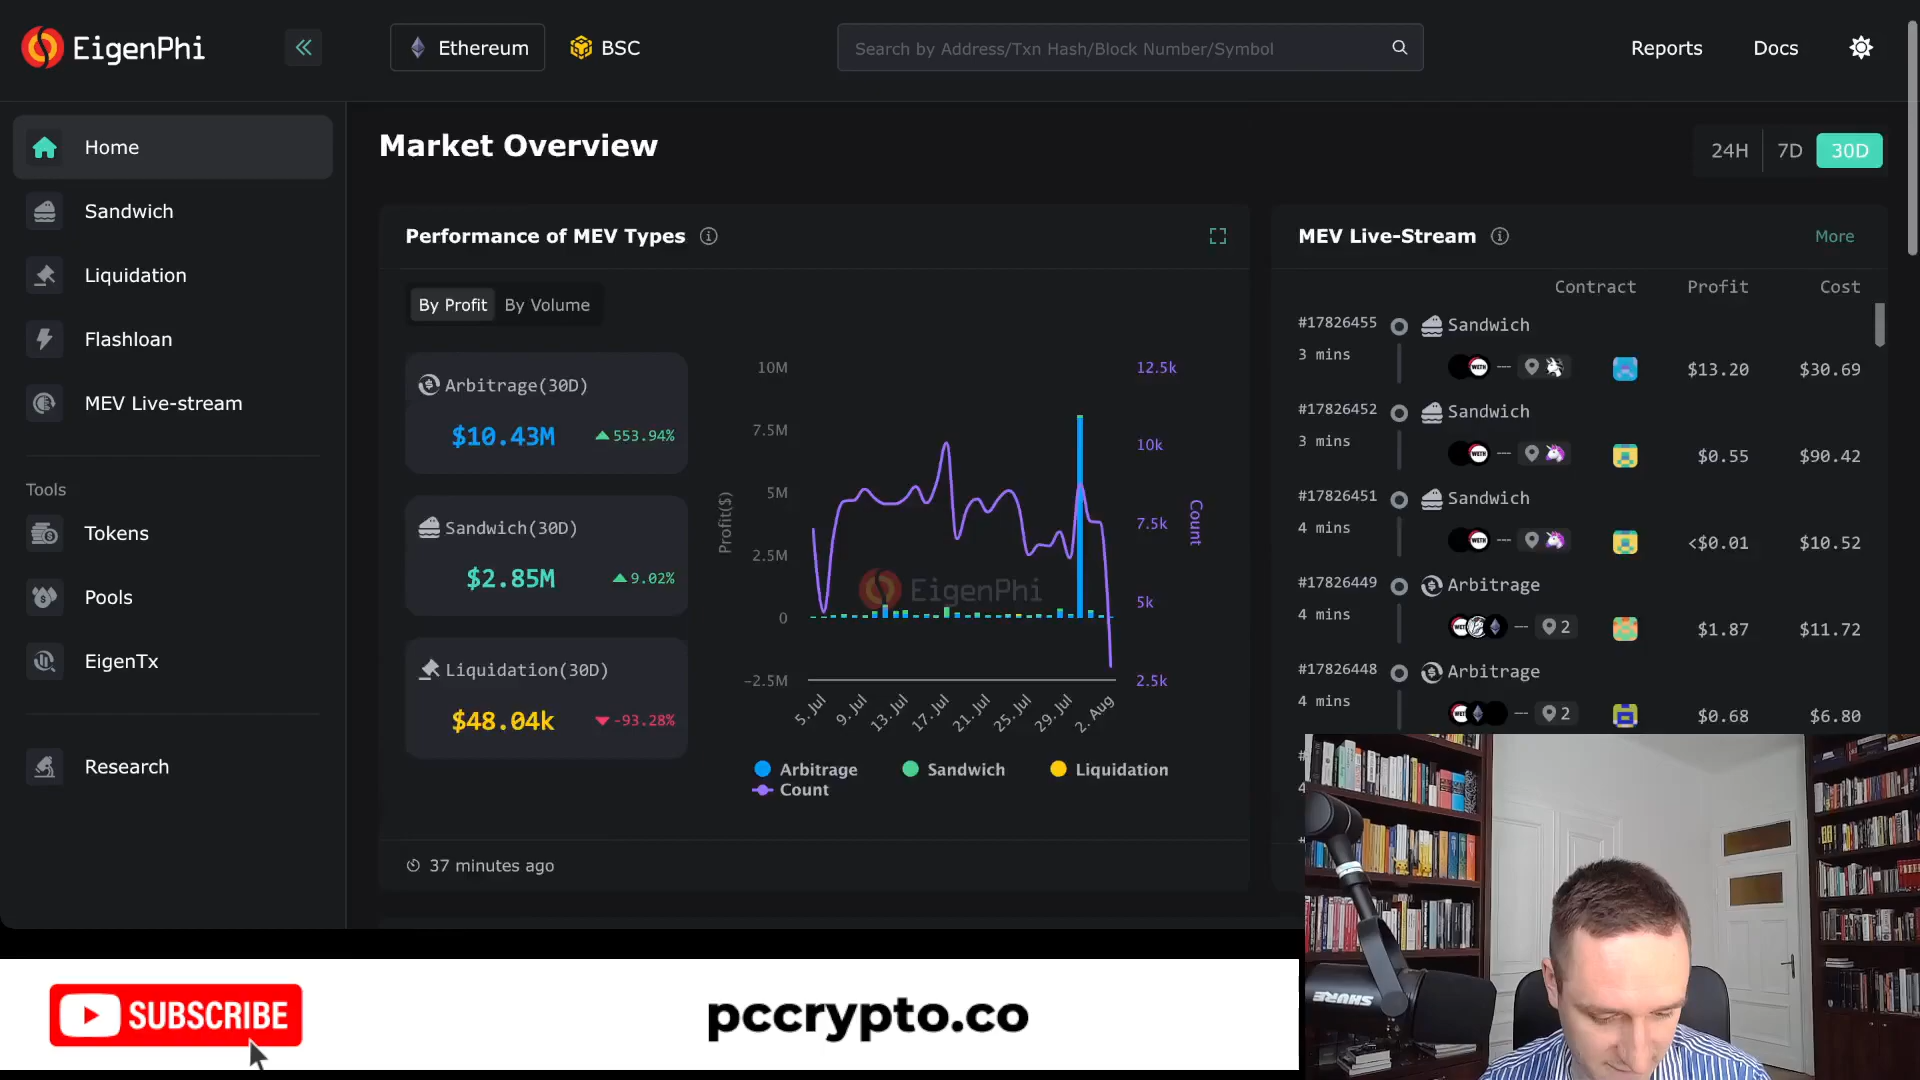 EigenPhi
Ethereum
BSC
Search by Address/Txn Hash/Block Number/Symbol
Reports
Docs
Home
Sandwich
Liquidation
Flashloan
MEV Live-stream
Tools
Tokens
Pools
EigenTx
Research
Market Overview
24H
7D
30D
Performance of MEV Types
By Profit
By Volume
Arbitrage(30D)
$10.43M
553.94%
Sandwich(30D)
$2.85M
9.02%
Liquidation(30D)
$48.04k
-93.28%
Profit($)
10M
7.5M
5M
2.5M
0
−2.5M
12.5k
10k
7.5k
5k
2.5k
Count
EigenPhi
5. Jul
9. Jul
13. Jul
17. Jul
21. Jul
25. Jul
29. Jul
2. Aug
Arbitrage
Sandwich
Liquidation
Count
37 minutes ago
MEV Live-Stream
More
Contract
Profit
Cost
#17826455
Sandwich
3 mins
WETH
$13.20
$30.69
#17826452
Sandwich
3 mins
WETH
$0.55
$90.42
#17826451
Sandwich
4 mins
WETH
<$0.01
$10.52
#17826449
Arbitrage
4 mins
2
$1.87
$11.72
#17826448
Arbitrage
4 mins
2
$0.68
$6.80
SHURE
SUBSCRIBE
pccrypto.co